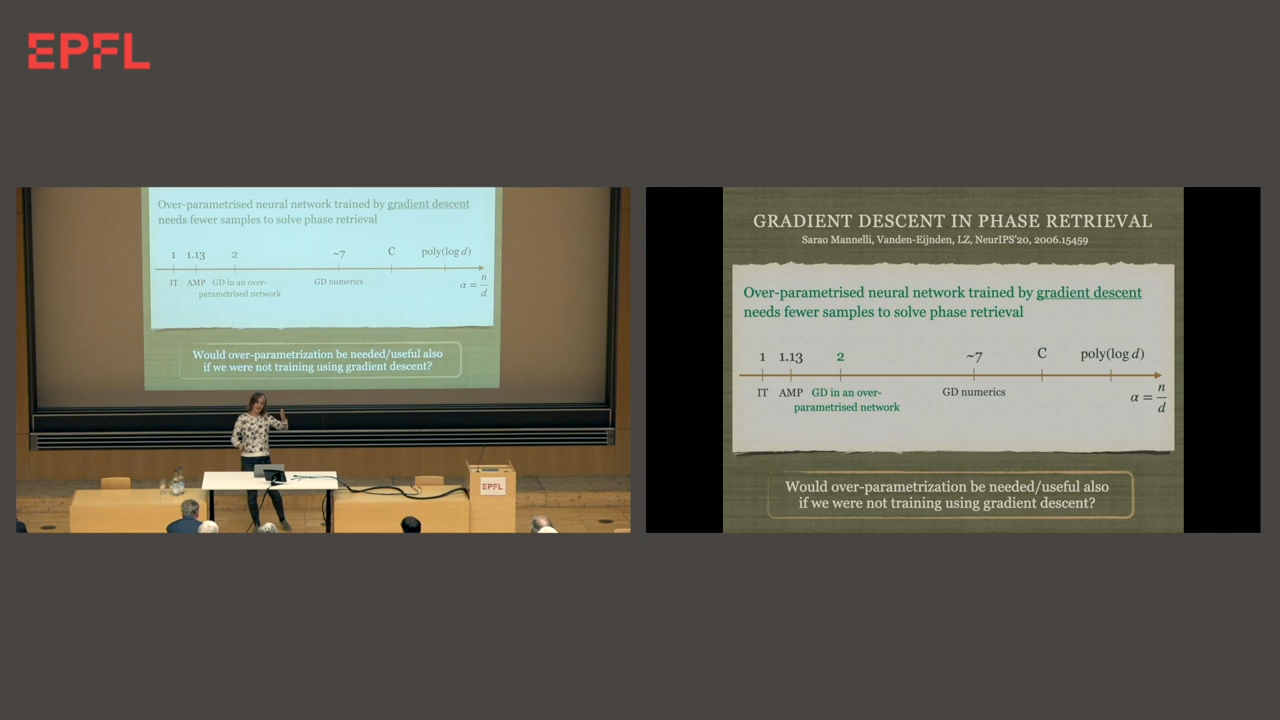 EPFL
Over-parametrised neural network trained by gradient descent
needs fewer samples to solve phase retrieval
1 1.13 2 ~7 C poly(log d)
IT AMP GD in an over-
parametrised network
GD numerics
α = n
d
Would over-parametrization be needed/useful also
if we were not training using gradient descent?
EPFL
GRADIENT DESCENT IN PHASE RETRIEVAL
Sarao Mannelli, Vanden-Eijnden, LZ, NeurIPS'20, 2006.15459
Over-parametrised neural network trained by gradient descent
needs fewer samples to solve phase retrieval
1 1.13 2 ~7 C poly(log d)
IT AMP GD in an over-
parametrised network
GD numerics
α = n
d
Would over-parametrization be needed/useful also
if we were not training using gradient descent?